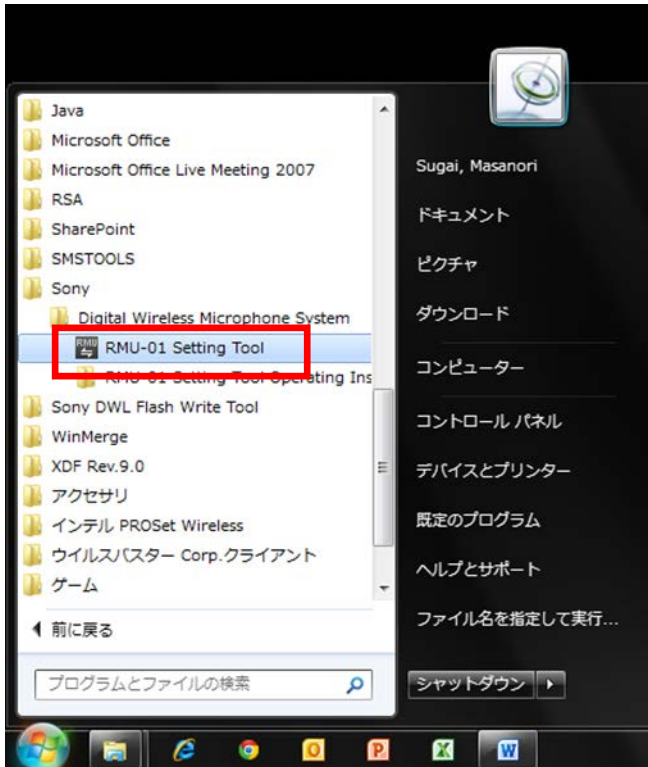 Java
Microsoft Office
Microsoft Office Live Meeting 2007
RSA
SharePoint
SMSTOOLS
Sony
Digital Wireless Microphone System
RMU
RMU-01 Setting Tool
RMU-01 Setting Tool Operating Ins
Sony DWL Flash Write Tool
WinMerge
XDF Rev.9.0
アクセサリ
インテル PROSet Wireless
ウイルスバスター Corp.クライアント
ゲーム
前に戻る
プログラムとファイルの検索
Sugai, Masanori
ドキュメント
ピクチャ
ダウンロード
コンピューター
コントロール パネル
デバイスとプリンター
既定のプログラム
ヘルプとサポート
ファイル名を指定して実行...
シャットダウン